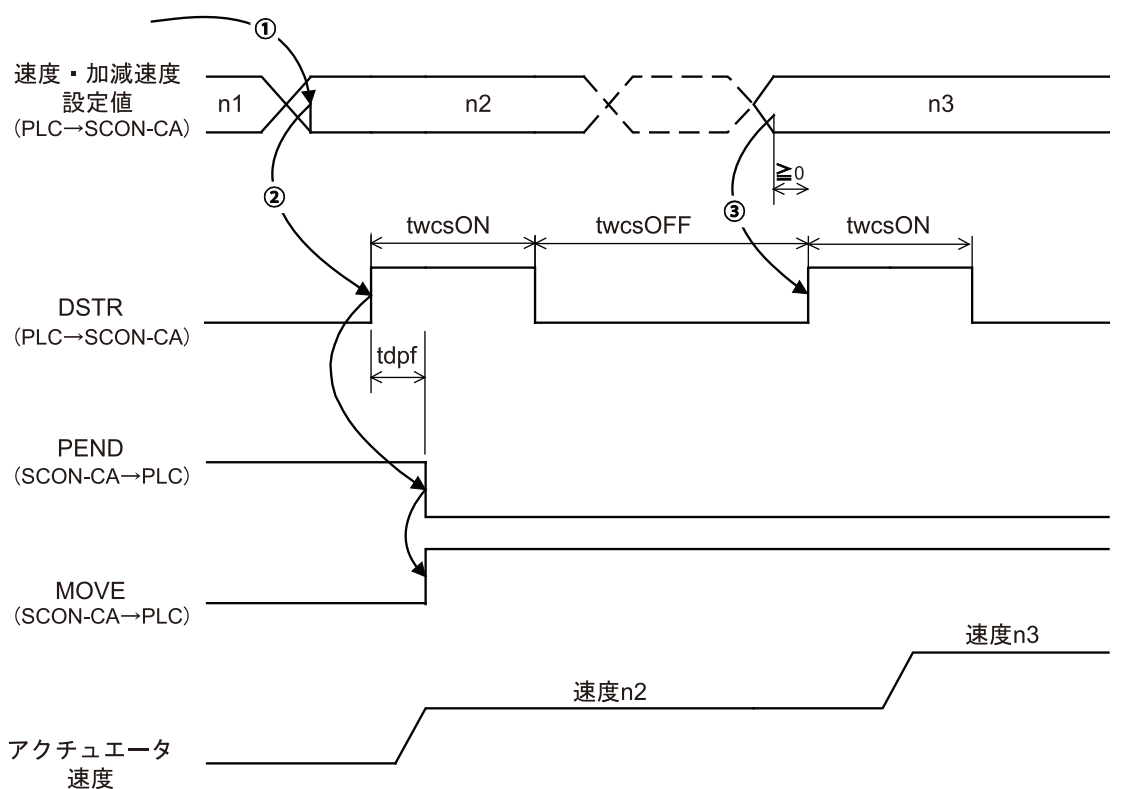 ①
速度・加減速度
設定値
(PLC→SCON-CA)
n1
n2
n3
②
③
≧0
twcsON
twcsOFF
twcsON
DSTR
(PLC→SCON-CA)
tdpf
PEND
(SCON-CA→PLC)
MOVE
(SCON-CA→PLC)
速度n3
速度n2
アクチュエータ
速度